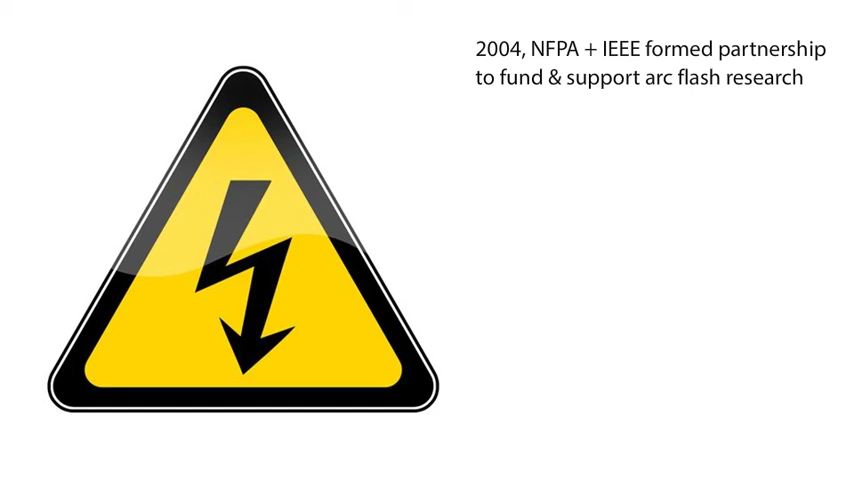 2004, NFPA + IEEE formed partnership
to fund & support arc flash research